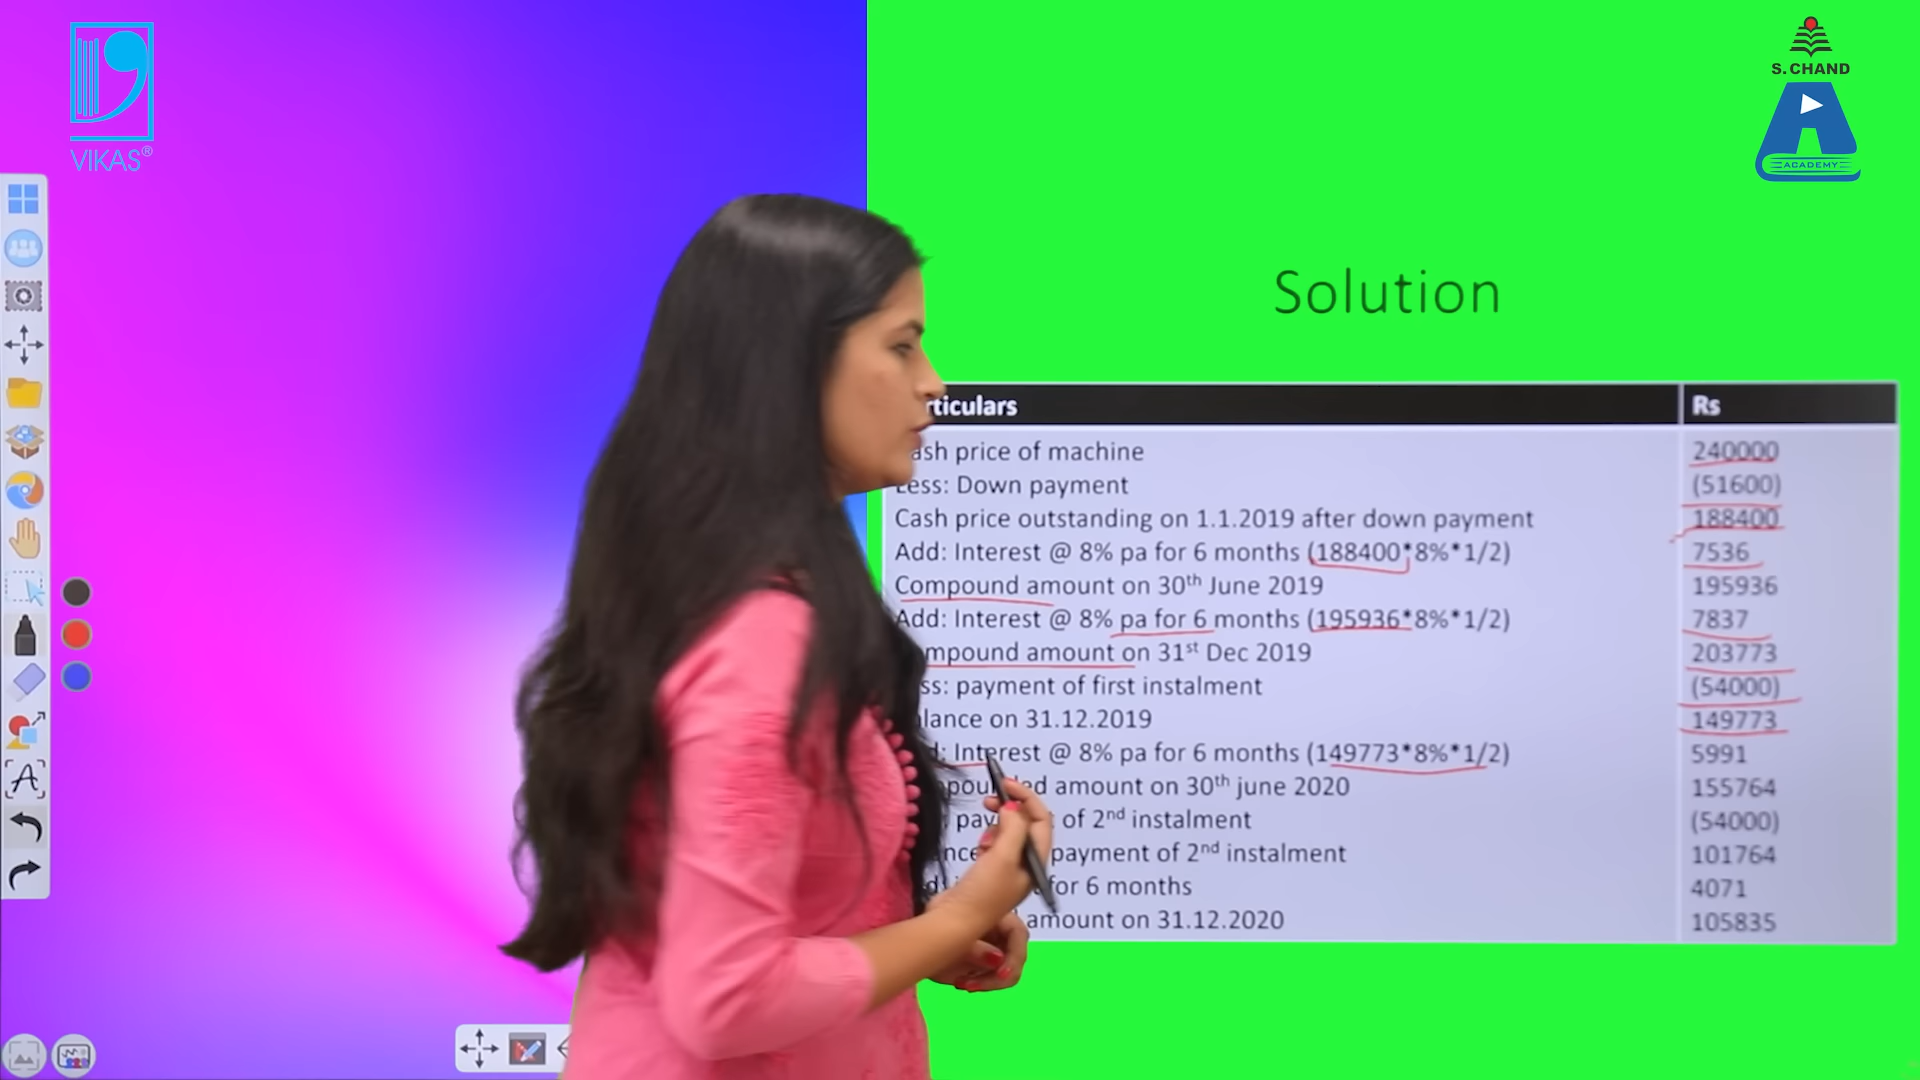 VIKAS®
S. CHAND
ACADEMY
Solution
rticulars Rs
ash price of machine 240000
Less: Down payment (51600)
Cash price outstanding on 1.1.2019 after down payment 188400
Add: Interest @ 8% pa for 6 months (188400*8%*1/2) 7536
Compound amount on 30th June 2019 195936
Add: Interest @ 8% pa for 6 months (195936*8%*1/2) 7837
mpound amount on 31st Dec 2019 203773
ss: payment of first instalment (54000)
lance on 31.12.2019 149773
d: Interest @ 8% pa for 6 months (149773*8%*1/2) 5991
amount on 30th june 2020 155764
of 2nd instalment (54000)
payment of 2nd instalment 101764
for 6 months 4071
amount on 31.12.2020 105835